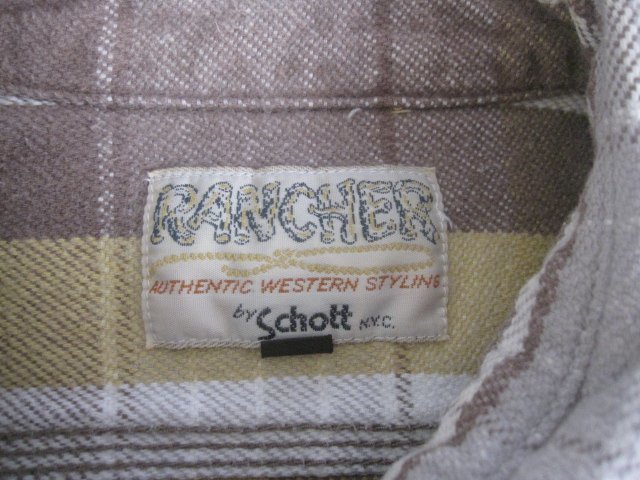 RANCHER
AUTHENTIC WESTERN STYLING
by Schott N.Y.C.